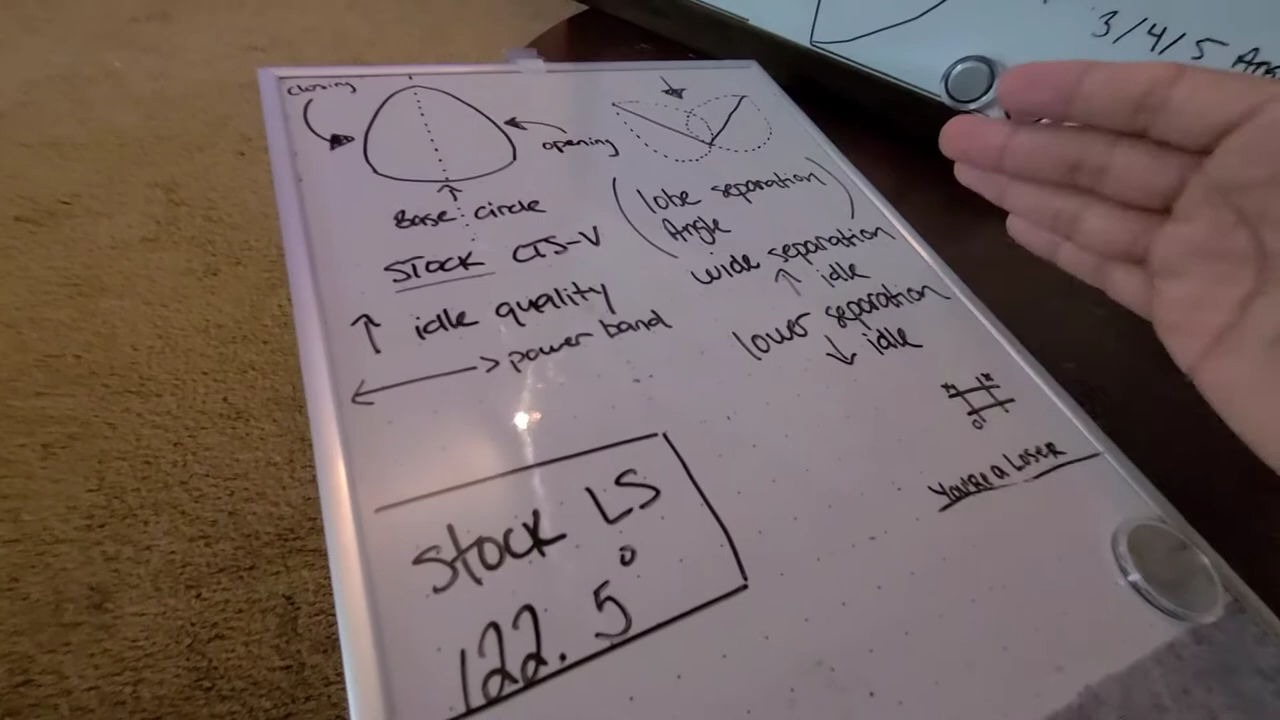 closing
opening
Base circle
STOCK CTS-V
↑ idle quality
<-> power band
(lobe separation
Angle)
wide separation
↑ idle
lower separation
↓ idle
x x
o
You're a Loser
Stock LS
122.5°
3/4/5